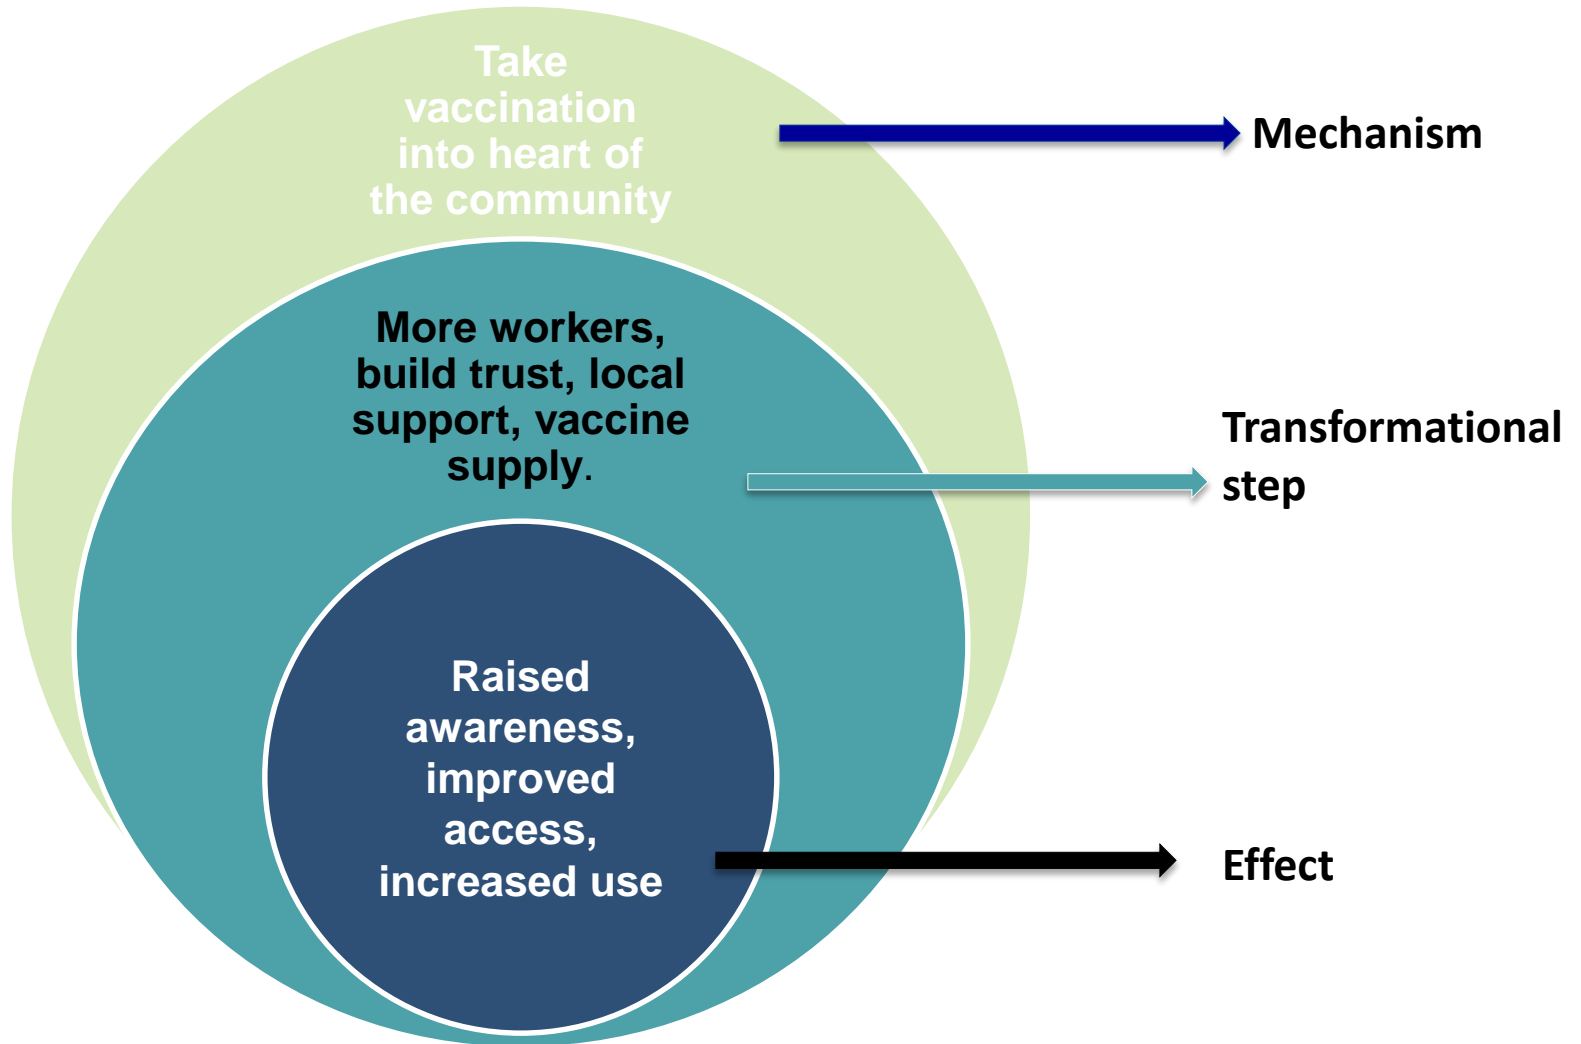 Take
vaccination
into heart of
the community
Mechanism
More workers,
build trust, local
support, vaccine
supply.
Transformational
step
Raised
awareness,
improved
access,
increased use
Effect